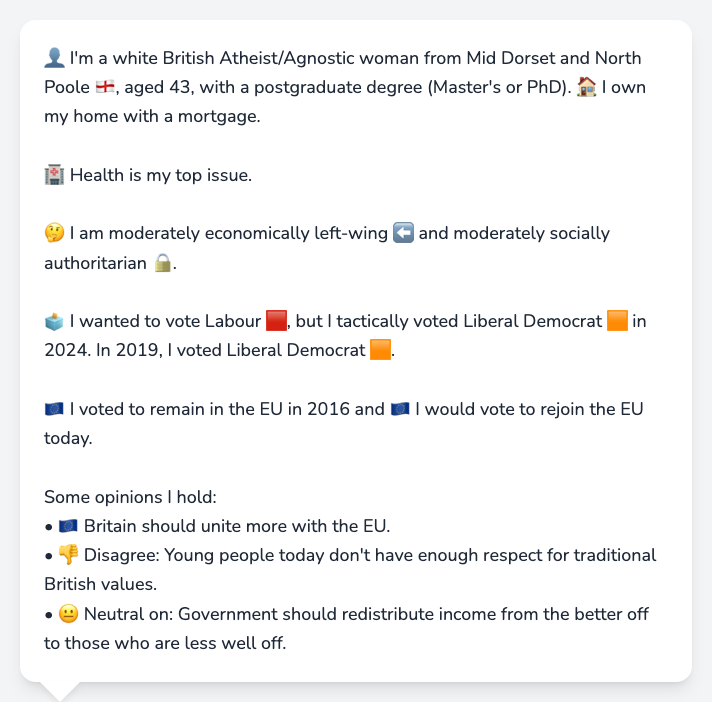 👤 I'm a white British Atheist/Agnostic woman from Mid Dorset and North
Poole 🏴󠁧󠁢󠁥󠁮󠁧󠁿, aged 43, with a postgraduate degree (Master's or PhD). 🏠 I own
my home with a mortgage.
🏥 Health is my top issue.
🤔 I am moderately economically left-wing ⬅️ and moderately socially
authoritarian 🔒.
🗳️ I wanted to vote Labour 🟥, but I tactically voted Liberal Democrat 🟧 in
2024. In 2019, I voted Liberal Democrat 🟧.
🇪🇺 I voted to remain in the EU in 2016 and 🇪🇺 I would vote to rejoin the EU
today.
Some opinions I hold:
• 🇪🇺 Britain should unite more with the EU.
• 👎 Disagree: Young people today don't have enough respect for traditional
British values.
• 😐 Neutral on: Government should redistribute income from the better off
to those who are less well off.